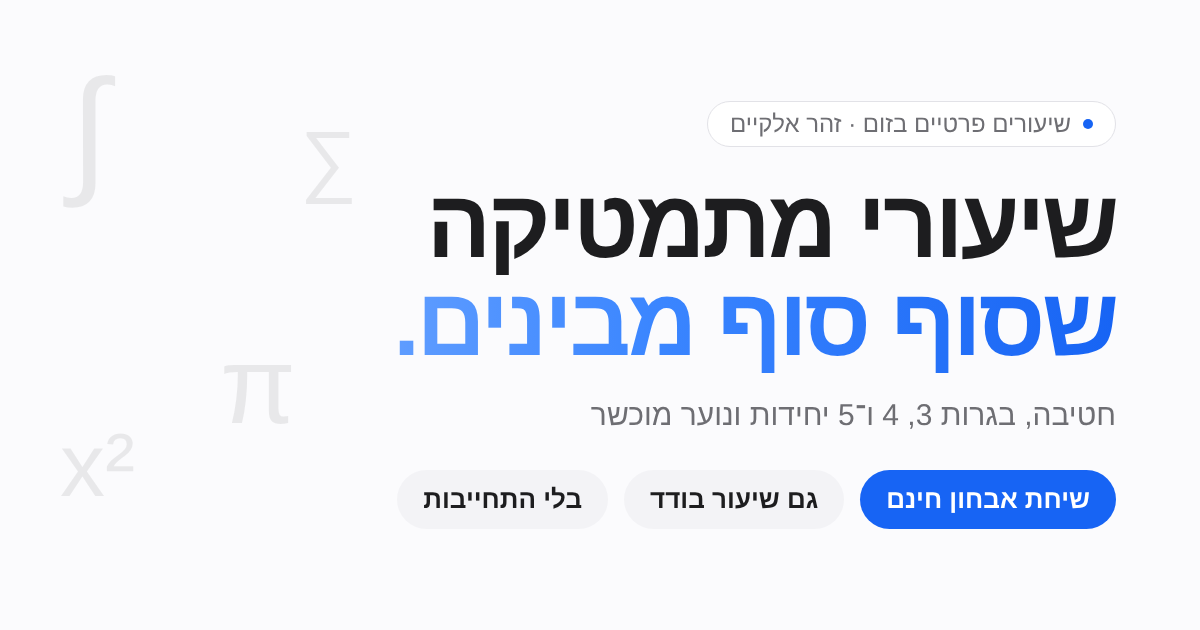 שיעורים פרטיים בזום · זהר אלקיים
שיעורי מתמטיקה
שסוף סוף מבינים.
חטיבה, בגרות 3, 4 ו־5 יחידות ונוער מוכשר
שיחת אבחון חינם
גם שיעור בודד
בלי התחייבות
∫
Σ
π
x²